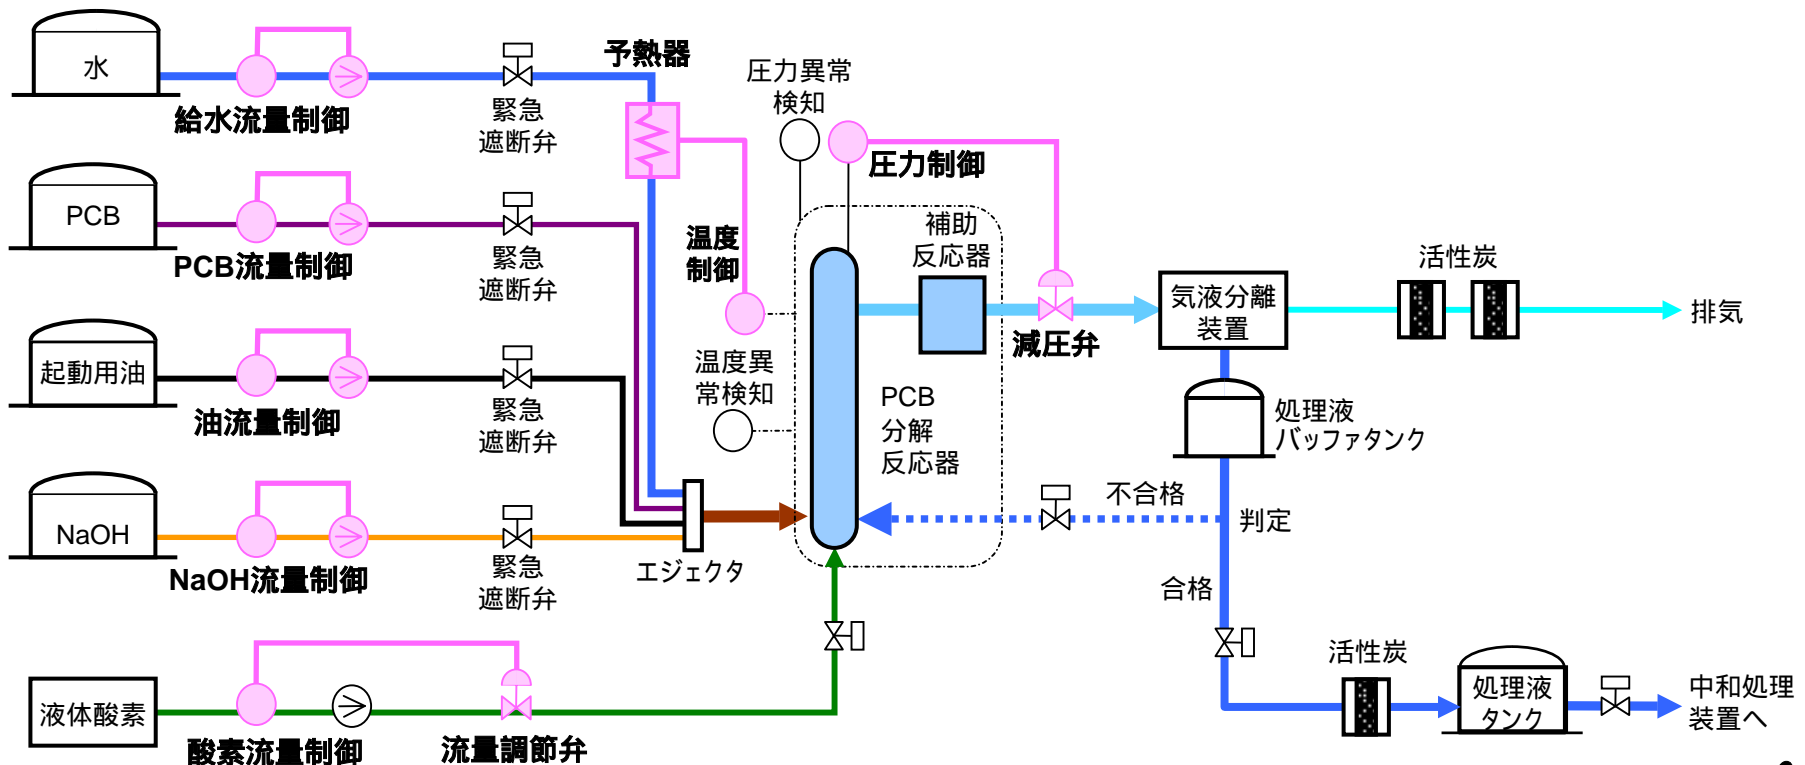 水
給水流量制御
緊急
遮断弁
予熱器
圧力異常
検知
圧力制御
PCB
PCB流量制御
緊急
遮断弁
温度
制御
補助
反応器
減圧弁
気液分離
装置
活性炭
排気
起動用油
油流量制御
緊急
遮断弁
温度異
常検知
PCB
分解
反応器
処理液
バッファタンク
NaOH
NaOH流量制御
緊急
遮断弁
エジェクタ
不合格
判定
合格
液体酸素
酸素流量制御
流量調節弁
活性炭
処理液
タンク
中和処理
装置へ